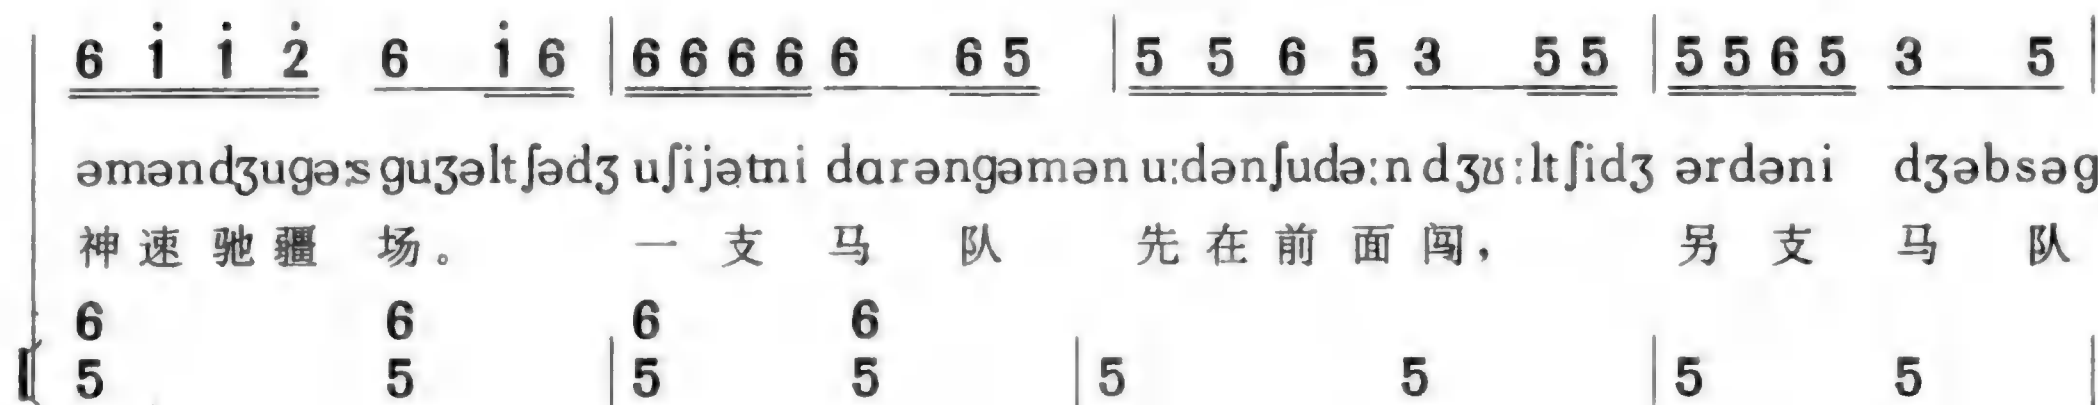 6 i̇ i̇ 2̇ 6 i̇ 6 | 6 6 6 6 6 6 5 | 5 5 6 5 3 5 5 | 5 5 6 5 3 5 |
əməndʒugəːs guʒəltʃədʒ uʃijətni dɑrəngəmən uːdənʃudəːn dʒʊːltʃidʒ ərdəni dʒəbsəg
神速驰疆 场。 一支马队 先在前面闯， 另支马队
6 6 6 6
5 5 | 5 5 | 5 5 | 5 5 |